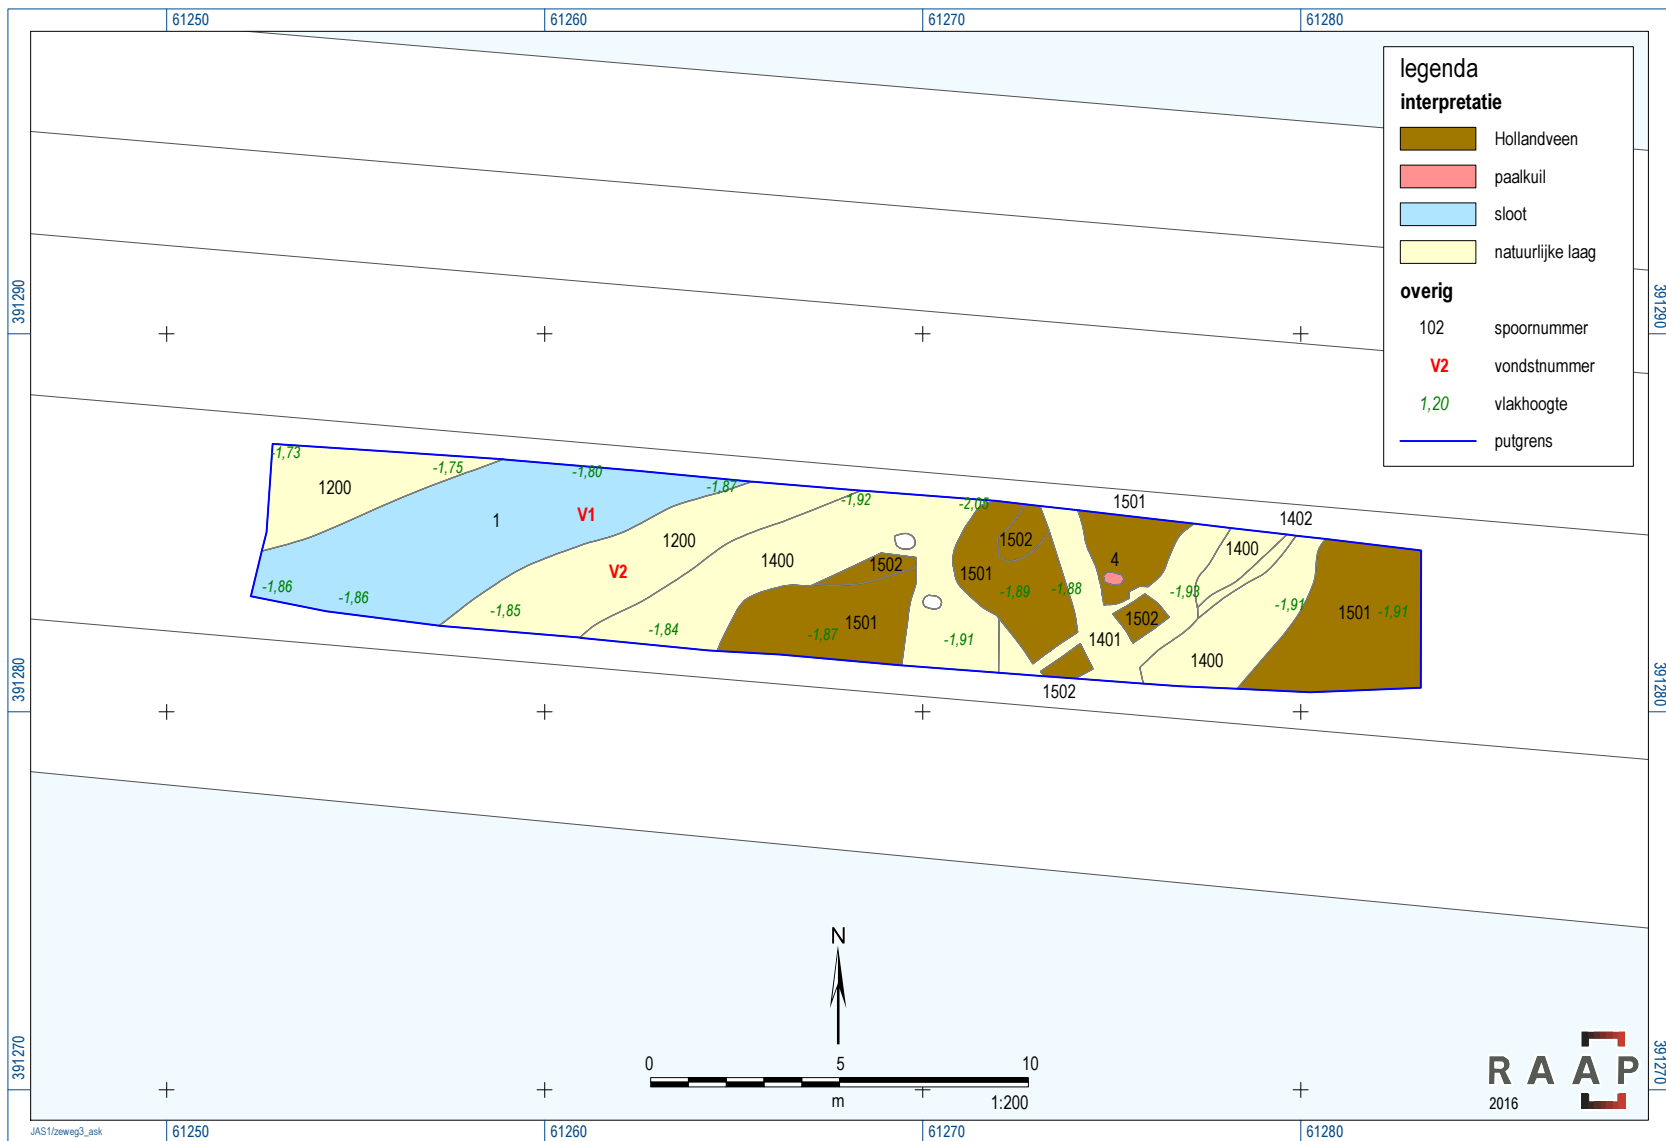 61250 61260 61270 61280
legenda
interpretatie
Hollandveen
paalkuil
sloot
natuurlijke laag
overig
102 spoornummer
V2 vondstnummer
1,20 vlakhoogte
putgrens
391290 391290
-1,73
-1,75
-1,80
-1,87
1200
1
V1
-1,92
-2,05
1501
1402
1200
V2
1400
1502
1502
1501
4
1400
-1,86
-1,86
-1,85
-1,84
-1,87
1501
-1,91
-1,89
-1,88
-1,93
1502
1401
-1,91
1501
-1,91
1400
1502
391280 391280
N
0 5 10
m 1:200
391270 391270
RAAP
2016
JAS1/zeweg3_ask
61250 61260 61270 61280